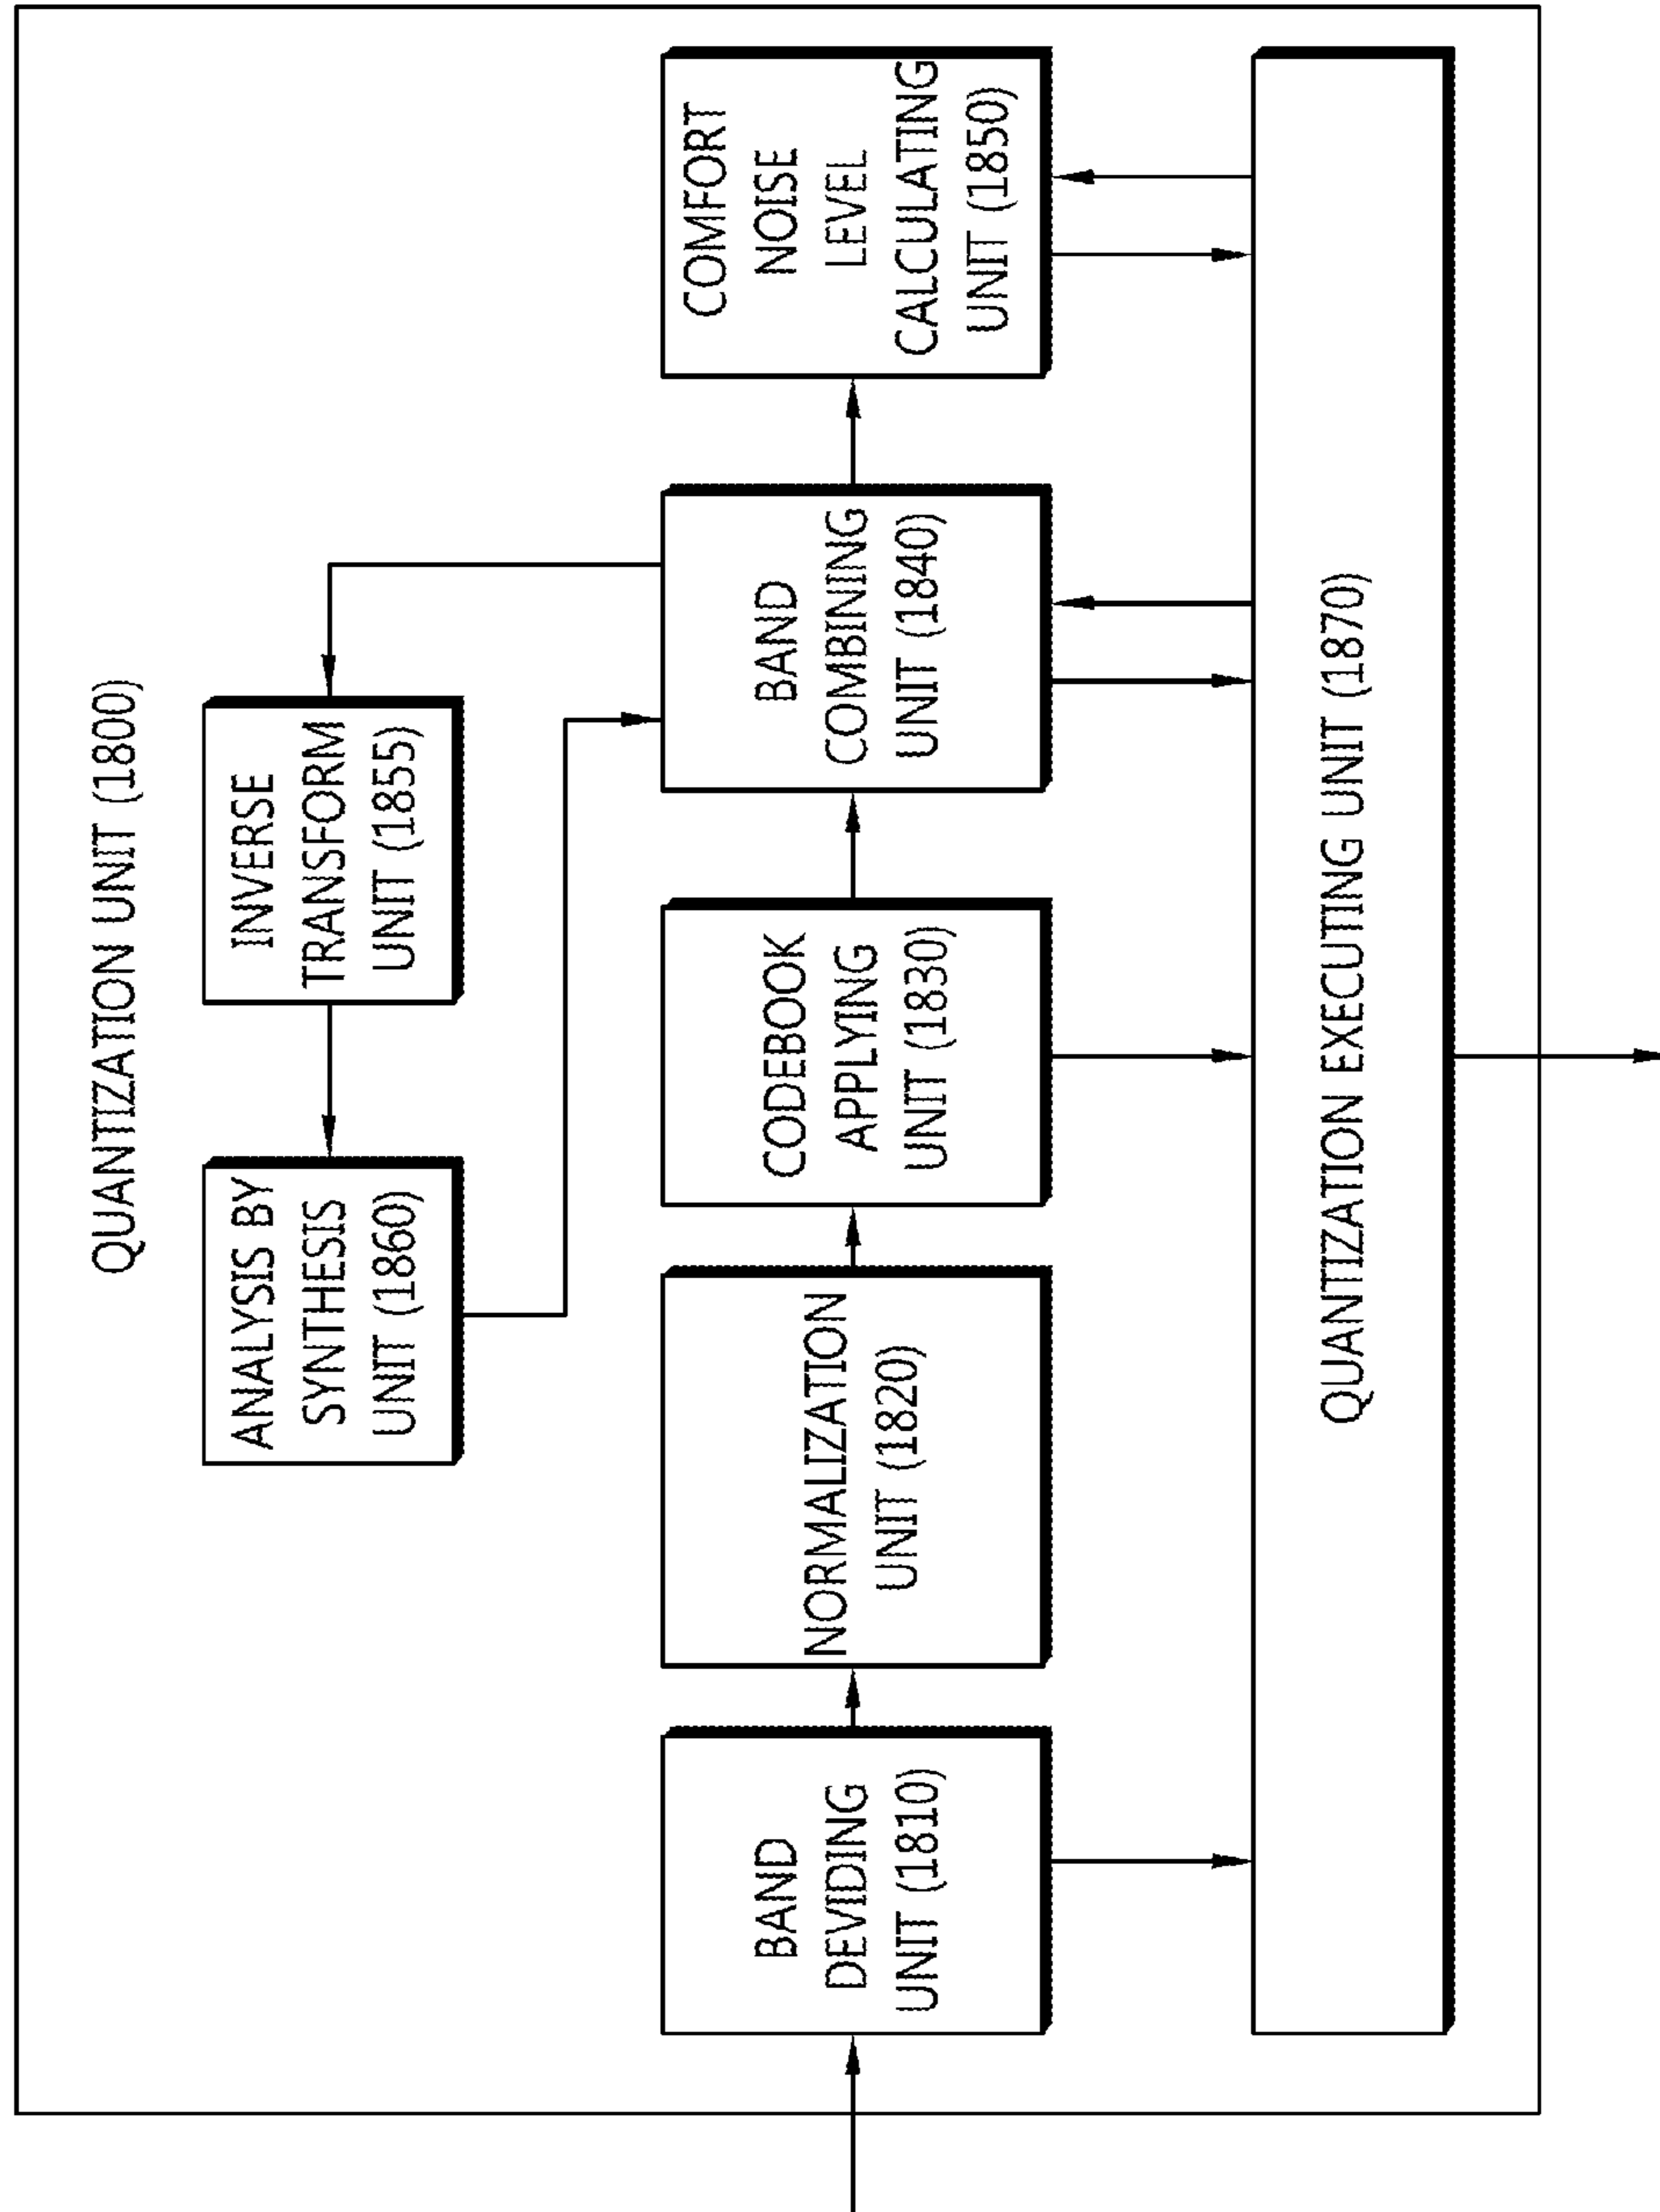 QUANTIZATION UNIT (1800)
ANALYSIS BY
SYNTHESIS
UNIT (1860)
INVERSE
TRANSFORM
UNIT (1855)
BAND
DEVIDING
UNIT (1810)
NORMALIZATION
UNIT (1820)
CODEBOOK
APPLYING
UNIT (1830)
BAND
COMBINING
UNIT (1840)
COMFORT
NOISE
LEVEL
CALCULATING
UNIT (1850)
QUANTIZATION EXECUTING UNIT (1870)